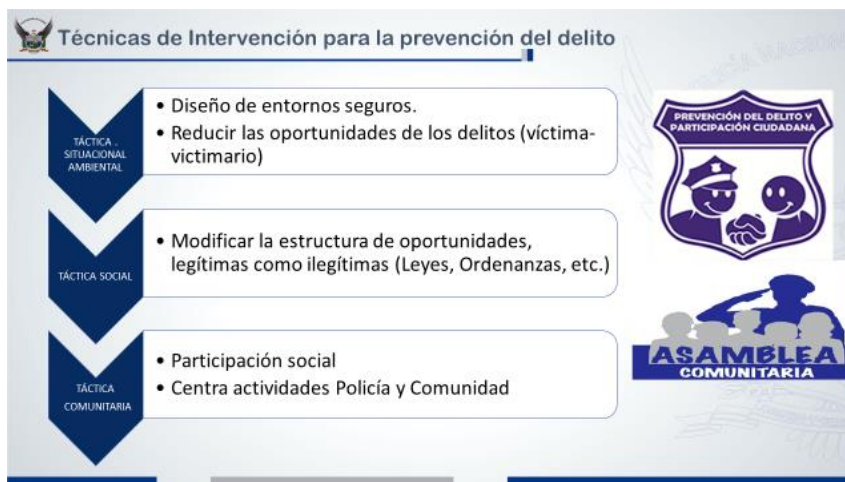 Técnicas de Intervención para la prevención del delito
TÁCTICA .
SITUACIONAL
AMBIENTAL
• Diseño de entornos seguros.
• Reducir las oportunidades de los delitos (víctima-
victimario)
TÁCTICA SOCIAL
• Modificar la estructura de oportunidades,
legítimas como ilegítimas (Leyes, Ordenanzas, etc.)
TÁCTICA
COMUNITARIA
• Participación social
• Centra actividades Policía y Comunidad
PREVENCIÓN DEL DELITO Y
PARTICIPACIÓN CIUDADANA
ASAMBLEA
COMUNITARIA